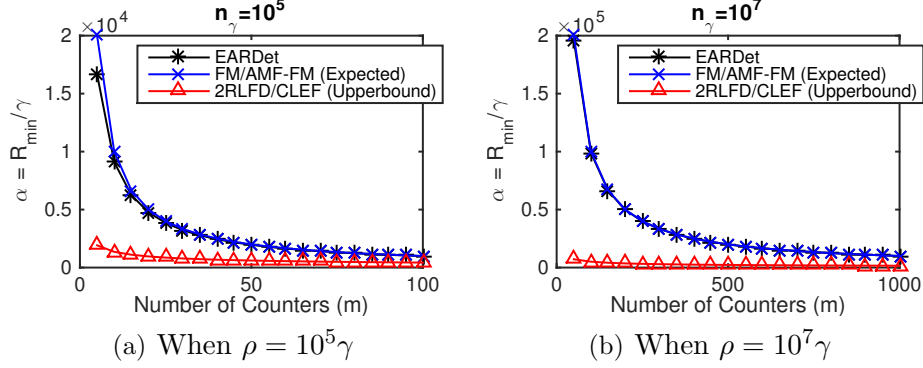 n_γ=10^5
×10^4
2
1.5
1
0.5
0
α = R_min/γ
EARDet
FM/AMF-FM (Expected)
2RLFD/CLEF (Upperbound)
0 50 100
Number of Counters (m)
(a) When ρ = 10^5γ
n_γ=10^7
×10^5
2
1.5
1
0.5
0
α = R_min/γ
EARDet
FM/AMF-FM (Expected)
2RLFD/CLEF (Upperbound)
0 500 1000
Number of Counters (m)
(b) When ρ = 10^7γ